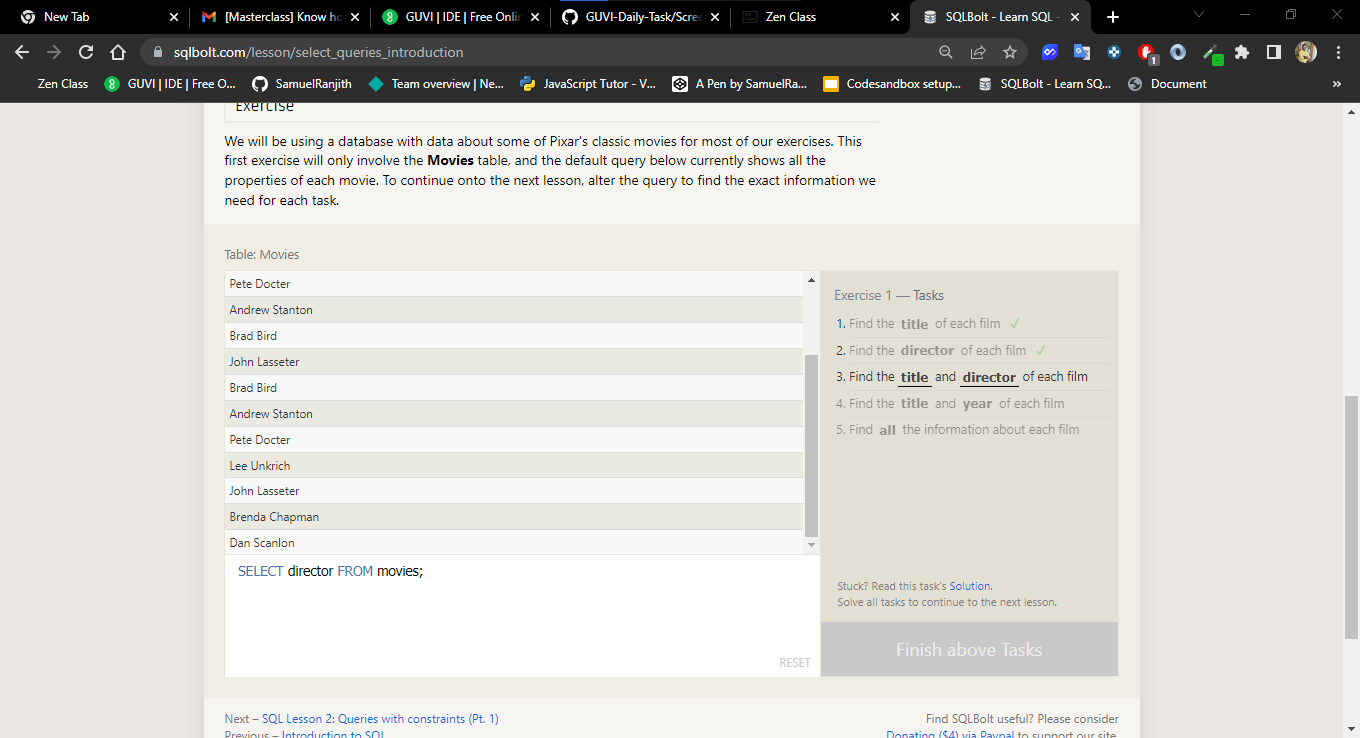 New Tab
[Masterclass] Know ho
GUVI | IDE | Free Onlin
GUVI-Daily-Task/Scree
Zen Class
SQLBolt - Learn SQL -
sqlbolt.com/lesson/select_queries_introduction
1
Zen Class
GUVI | IDE | Free O...
SamuelRanjith
Team overview | Ne...
JavaScript Tutor - V...
A Pen by SamuelRa...
Codesandbox setup...
SQLBolt - Learn SQ...
Document
»
Exercise
We will be using a database with data about some of Pixar's classic movies for most of our exercises. This
first exercise will only involve the Movies table, and the default query below currently shows all the
properties of each movie. To continue onto the next lesson, alter the query to find the exact information we
need for each task.
Table: Movies
Pete Docter
Andrew Stanton
Brad Bird
John Lasseter
Brad Bird
Andrew Stanton
Pete Docter
Lee Unkrich
John Lasseter
Brenda Chapman
Dan Scanlon
SELECT director FROM movies;
RESET
Exercise 1 — Tasks
1. Find the title of each film ✓
2. Find the director of each film ✓
3. Find the title and director of each film
4. Find the title and year of each film
5. Find all the information about each film
Stuck? Read this task's Solution.
Solve all tasks to continue to the next lesson.
Finish above Tasks
Next – SQL Lesson 2: Queries with constraints (Pt. 1)
Previous – Introduction to SQL
Find SQLBolt useful? Please consider
Donating ($4) via Paypal to support our site.